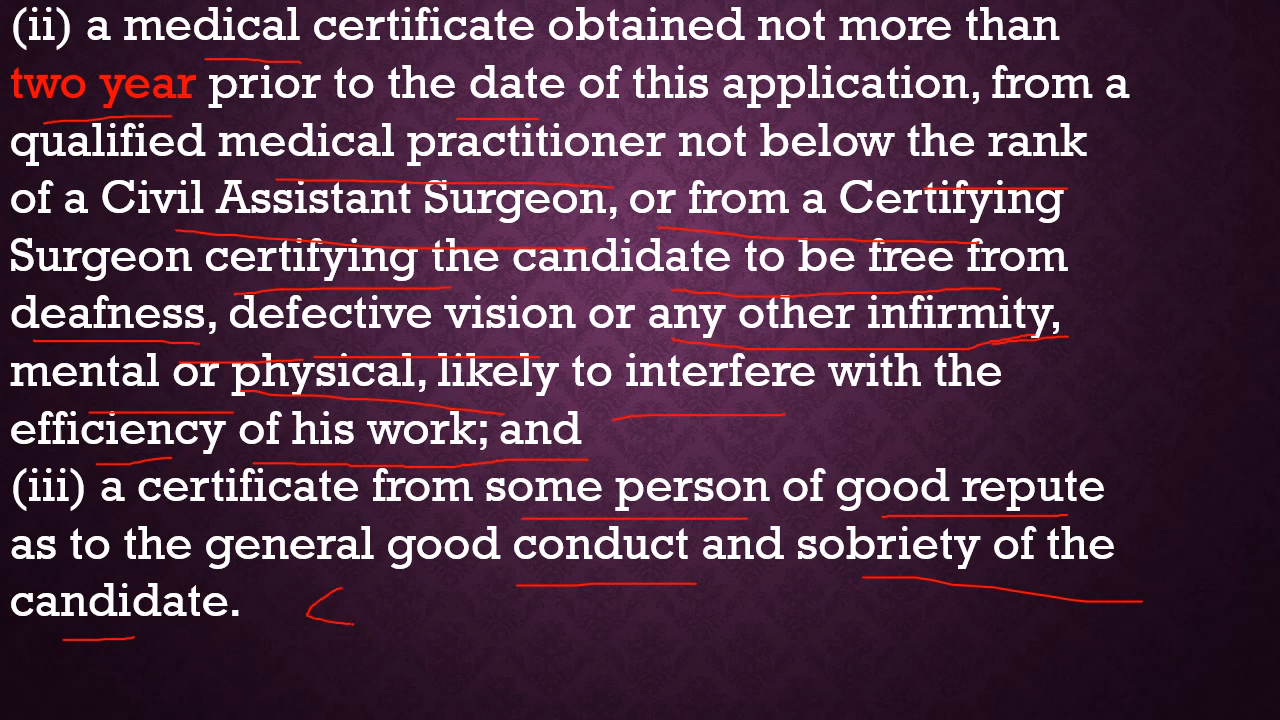 (ii) a medical certificate obtained not more than
two year prior to the date of this application, from a
qualified medical practitioner not below the rank
of a Civil Assistant Surgeon, or from a Certifying
Surgeon certifying the candidate to be free from
deafness, defective vision or any other infirmity,
mental or physical, likely to interfere with the
efficiency of his work; and
(iii) a certificate from some person of good repute
as to the general good conduct and sobriety of the
candidate.